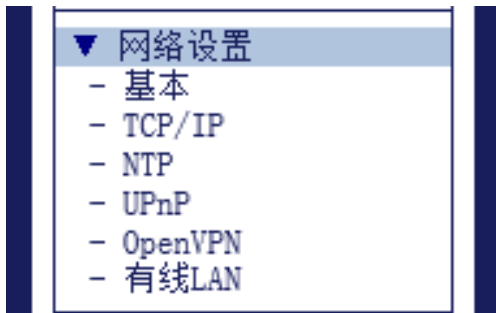 ▼ 网络设置
- 基本
- TCP/IP
- NTP
- UPnP
- OpenVPN
- 有线LAN